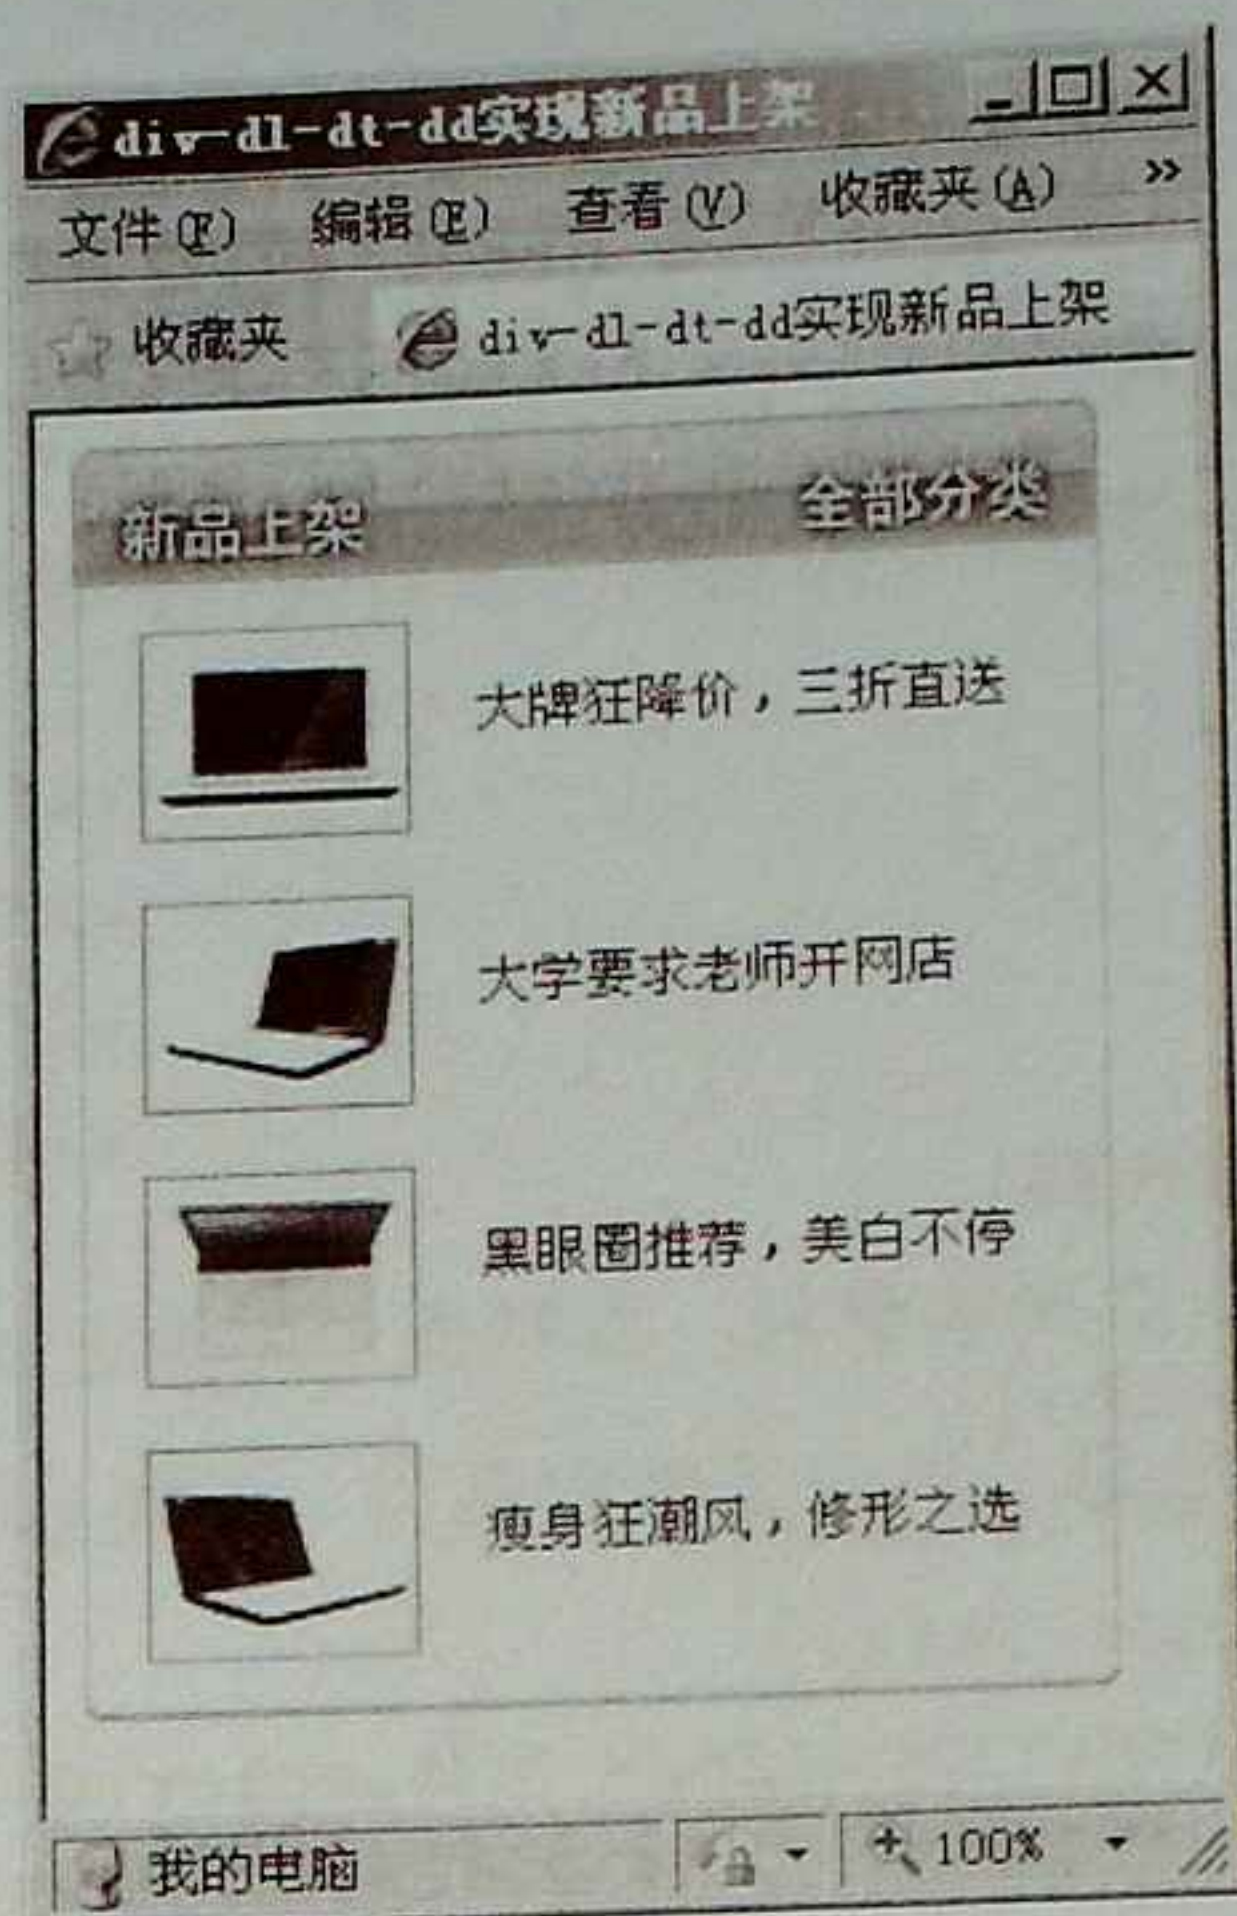 div-dl-dt-dd实现新品上架
文件(F) 编辑(E) 查看(V) 收藏夹(A) »
收藏夹 div-dl-dt-dd实现新品上架
新品上架 全部分类
大牌狂降价，三折直送
大学要求老师开网店
黑眼圈推荐，美白不停
瘦身狂潮风，修形之选
我的电脑 100%